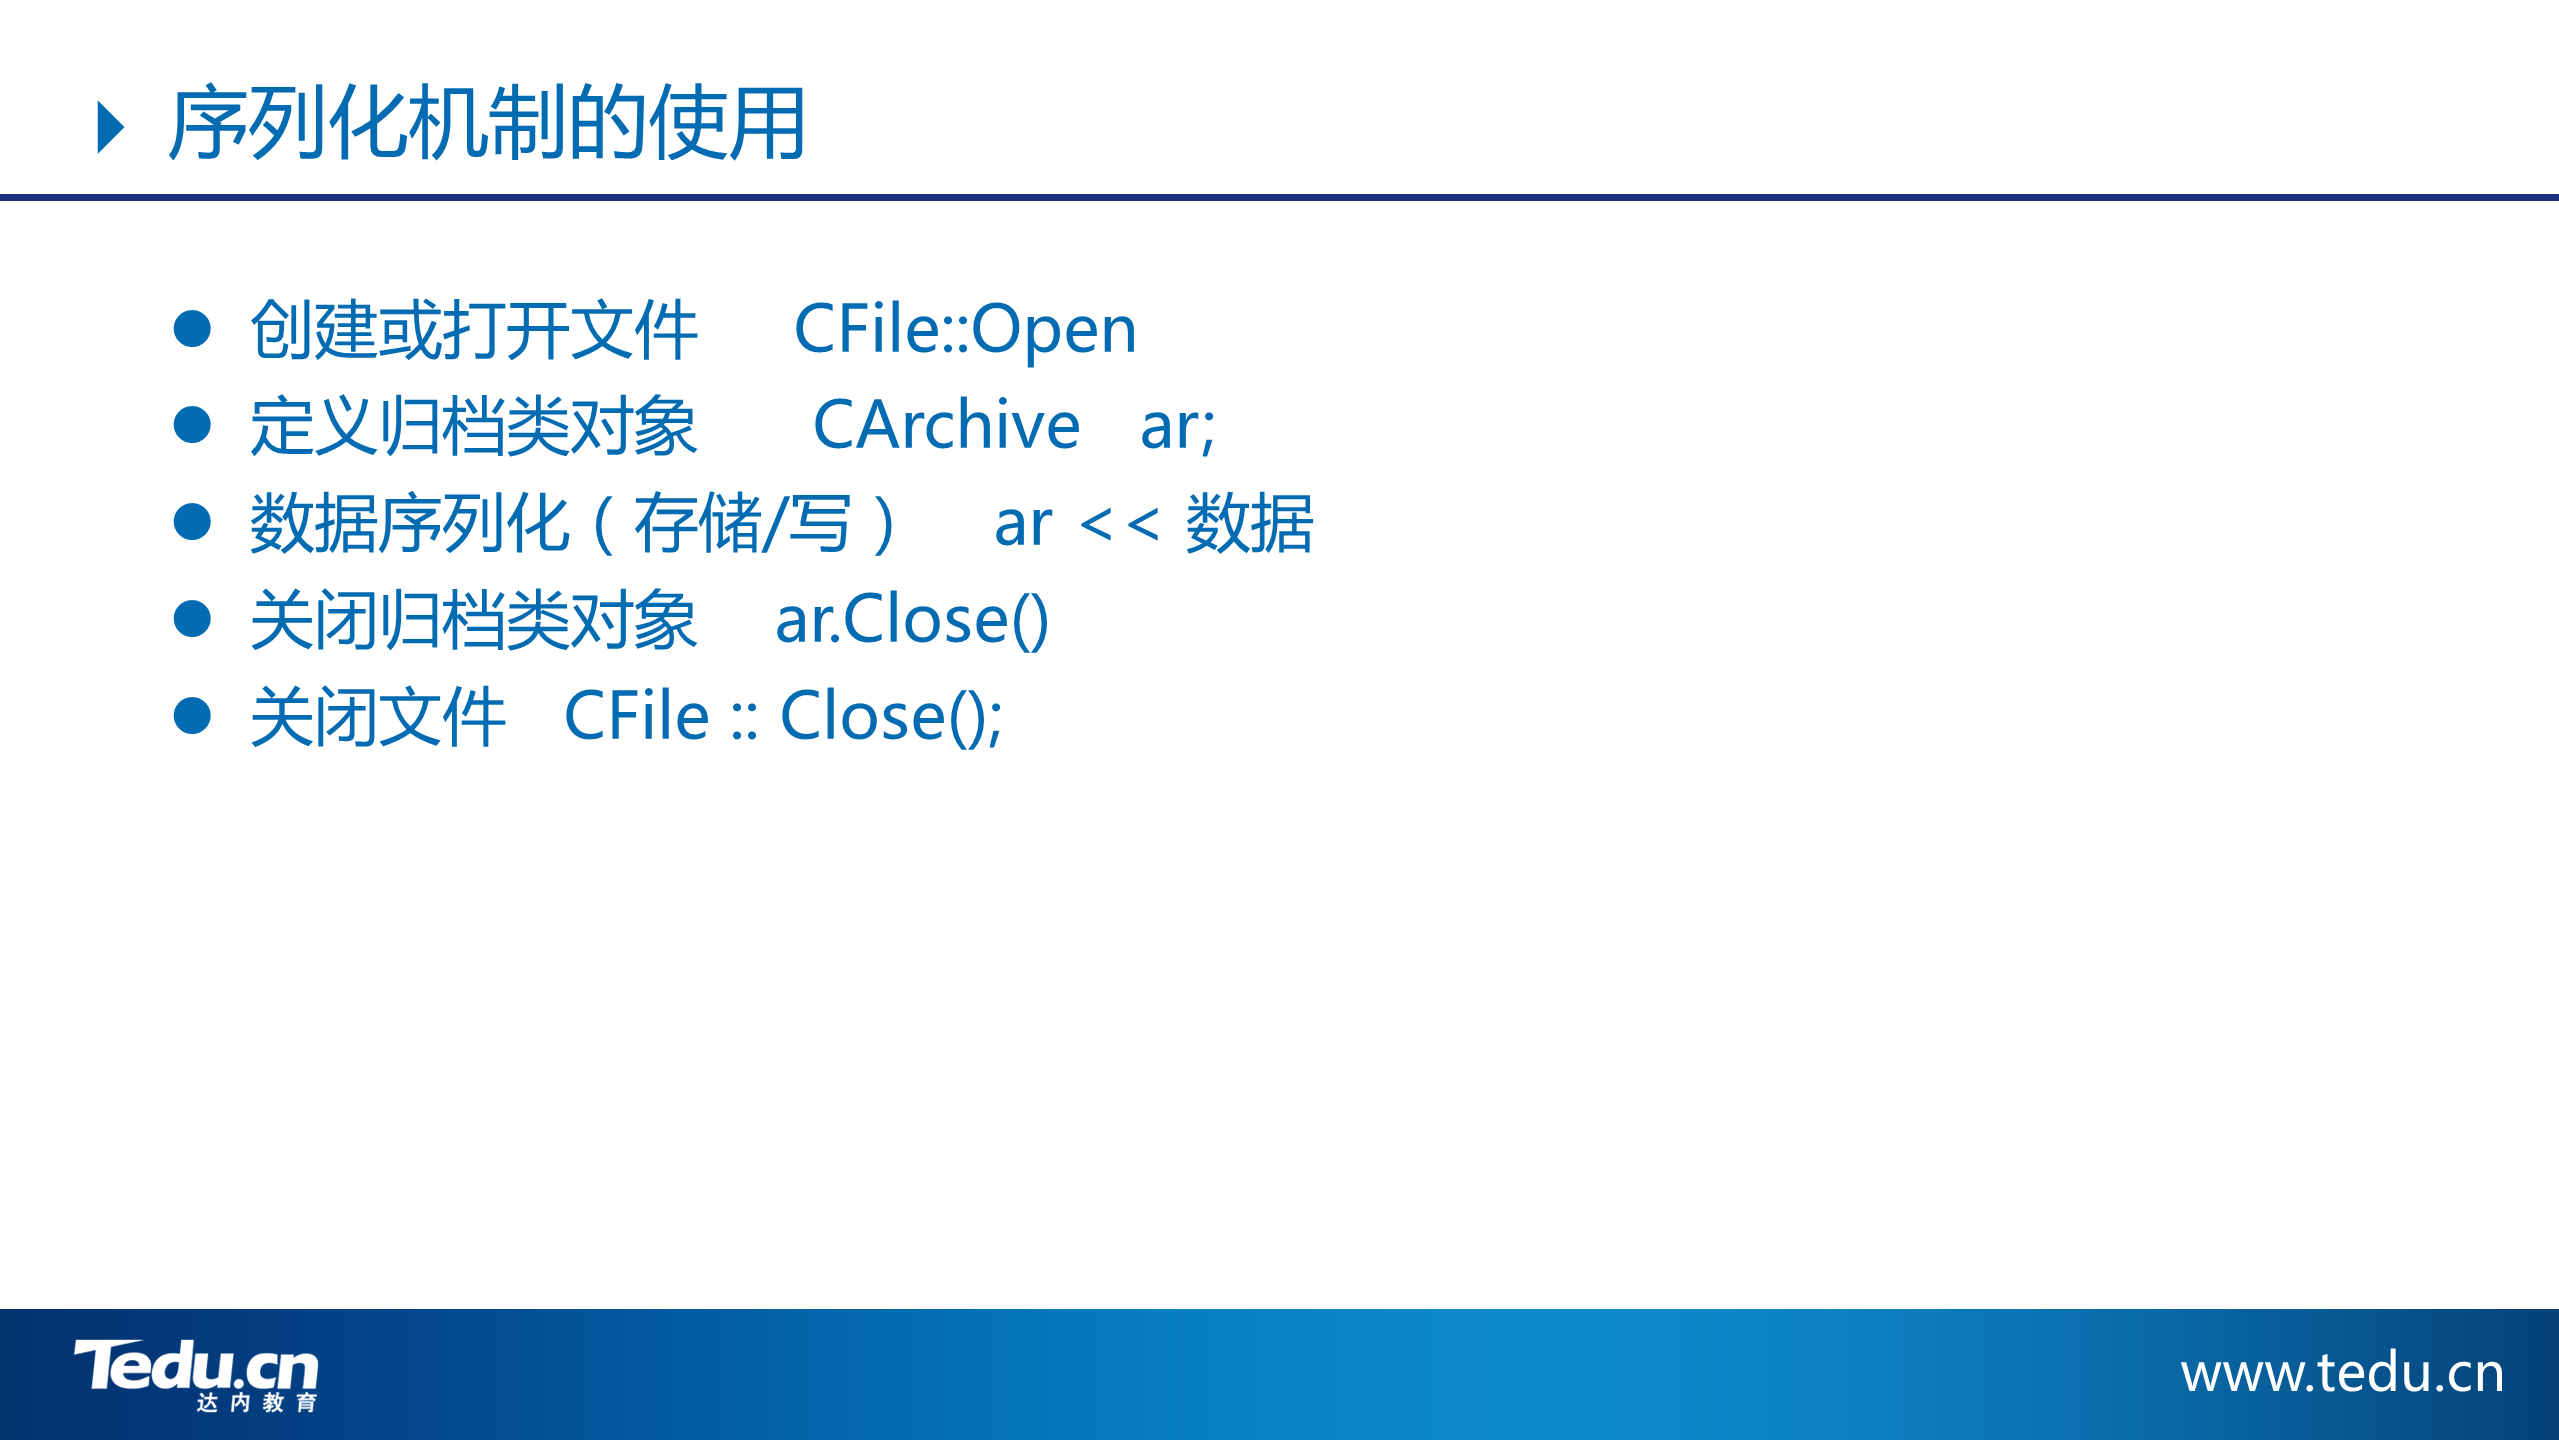 序列化机制的使用
创建或打开文件 CFile::Open
定义归档类对象 CArchive ar;
数据序列化（存储/写） ar << 数据
关闭归档类对象 ar.Close()
关闭文件 CFile :: Close();
Tedu.cn
达内教育
www.tedu.cn